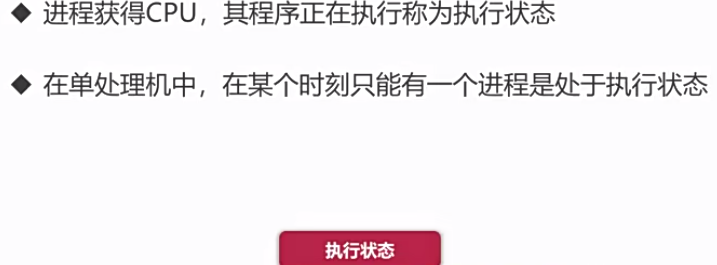 ◆ 进程获得CPU，其程序正在执行称为执行状态
◆ 在单处理机中，在某个时刻只能有一个进程是处于执行状态
执行状态